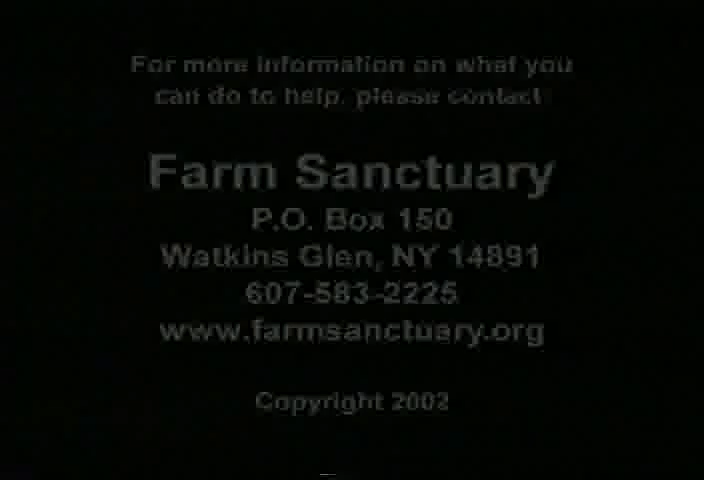 For more information on what you
can do to help, please contact:
Farm Sanctuary
P.O. Box 150
Watkins Glen, NY 14891
607-583-2225
www.farmsanctuary.org
Copyright 2002